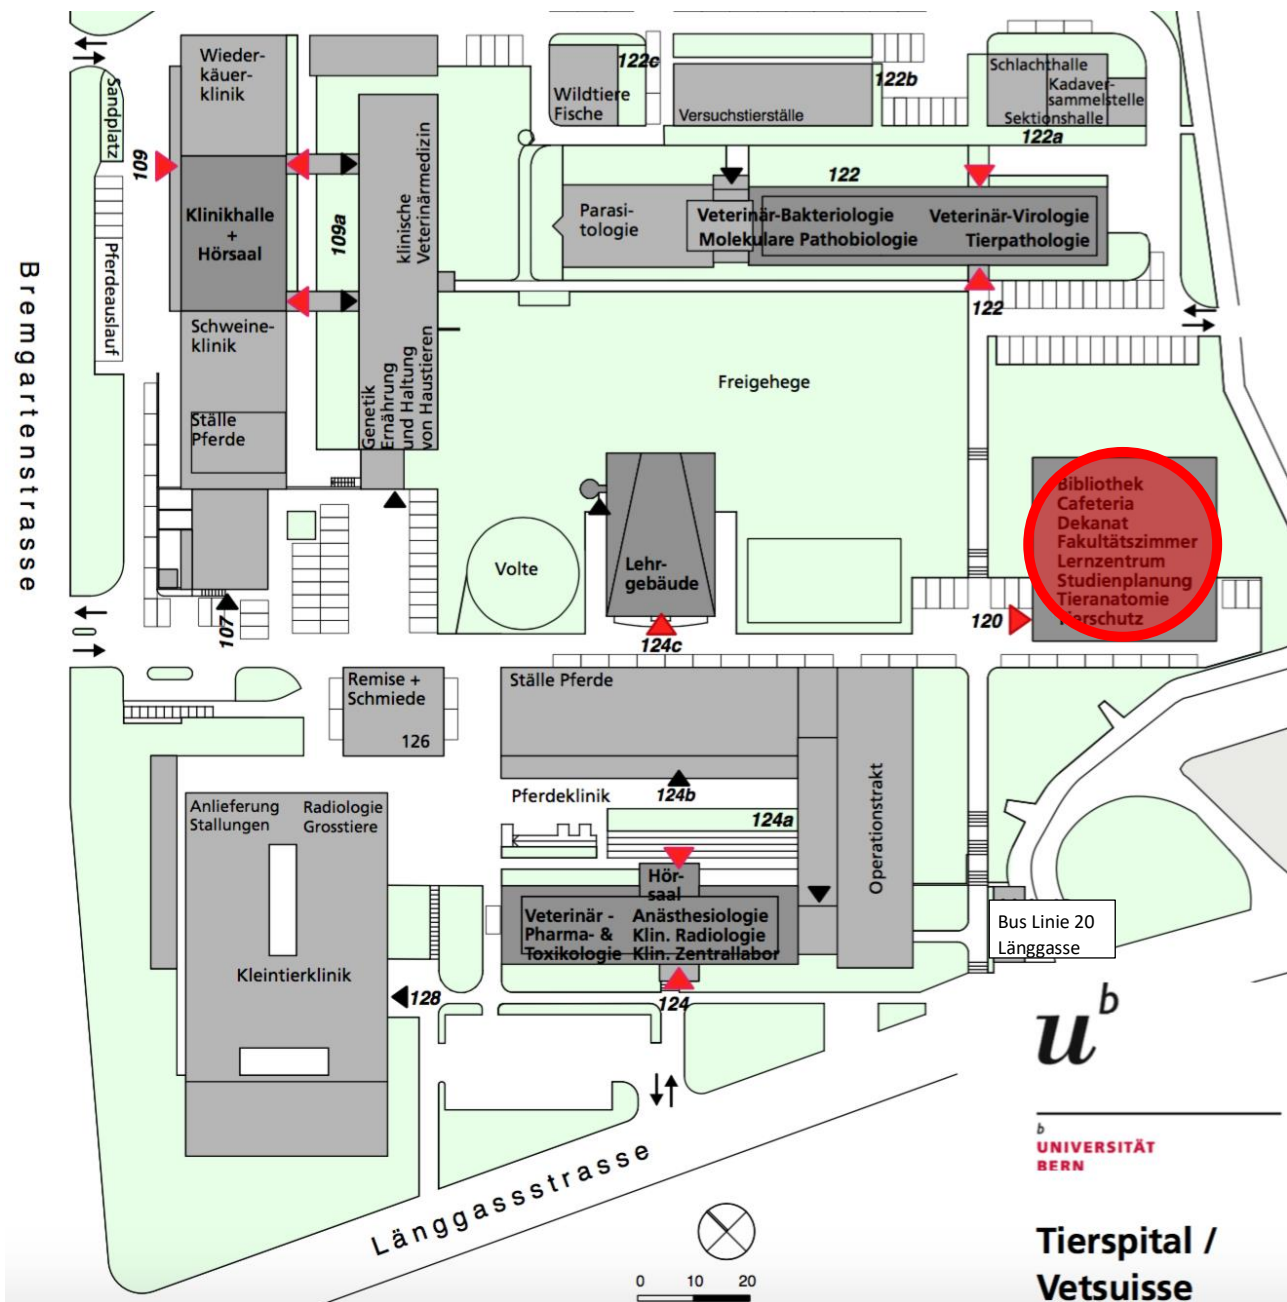 Wiede-
käuer-
klinik
Sandplatz
109
Klinikhalle
+
Hörsaal
109a
klinische
Veterinärmedizin
Pferdeauslauf
Schweine-
klinik
Ställe
Pferde
Genetik
Ernährung
und Haltung
von Haustieren
Bremgartenstrasse
107
122c
Wildtiere
Fische
122b
Versuchstierställe
Schlachthalle
Kadaver-
sammelstelle
Sektionshalle
122a
122
Parasi-
tologie
Veterinär-Bakteriologie
Molekulare Pathobiologie
Veterinär-Virologie
Tierpathologie
122
Freigehege
Volte
Lehr-
gebäude
124c
Bibliothek
Cafeteria
Dekanat
Fakultätszimmer
Lernzentrum
Studienplanung
Tieranatomie
Tierschutz
120
Remise +
Schmiede
126
Ställe Pferde
Pferdeklinik
124b
124a
Operationstrakt
Anlieferung
Stallungen
Radiologie
Grosstiere
Kleintierklinik
128
Hör-
saal
Veterinär -
Pharma- &
Toxikologie
Anästhesiologie
Klin. Radiologie
Klin. Zentrallabor
124
Bus Linie 20
Länggasse
Länggassstrasse
0 10 20
u b
b
UNIVERSITÄT
BERN
Tierspital /
Vetsuisse